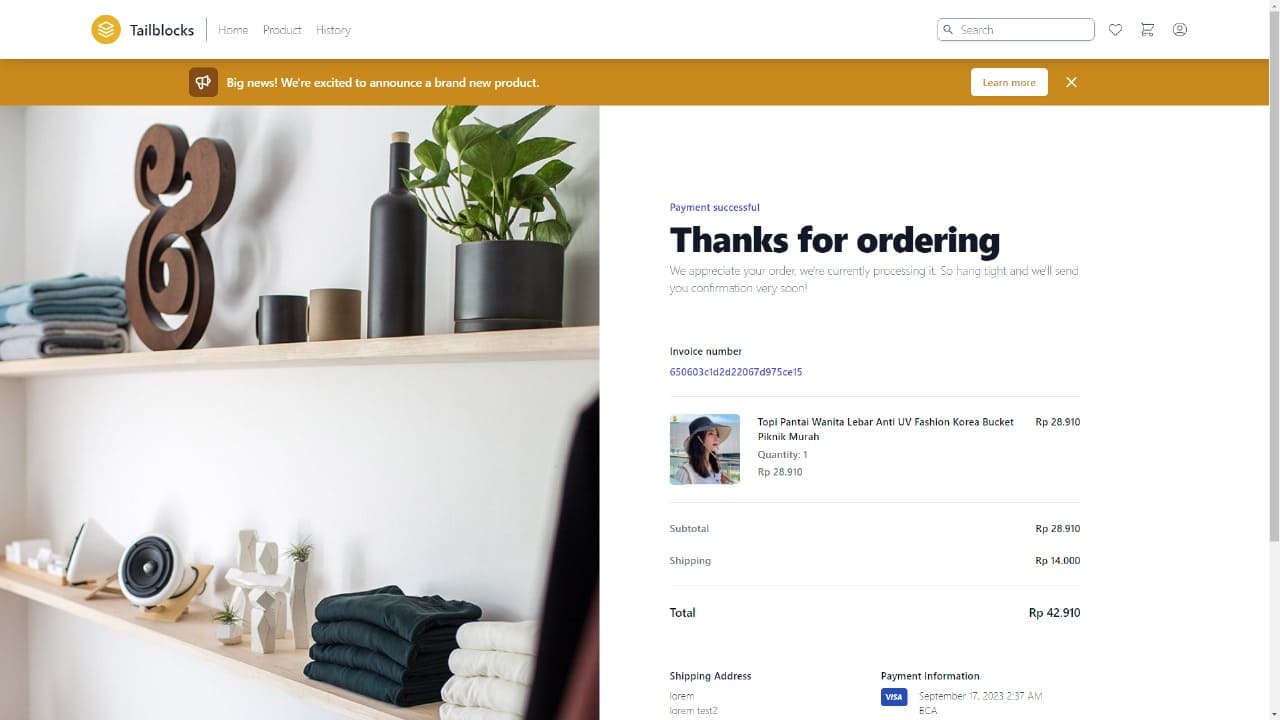 Tailblocks
Home
Product
History
Search
Big news! We're excited to announce a brand new product.
Learn more
Payment successful
Thanks for ordering
We appreciate your order, we're currently processing it. So hang tight and we'll send
you confirmation very soon!
Invoice number
650603c1d2d22067d975ce15
Topi Pantai Wanita Lebar Anti UV Fashion Korea Bucket
Piknik Murah
Rp 28.910
Quantity: 1
Rp 28.910
Subtotal
Rp 28.910
Shipping
Rp 14.000
Total
Rp 42.910
Shipping Address
lorem
lorem test2
Payment Information
VISA
September 17, 2023 2:37 AM
BCA